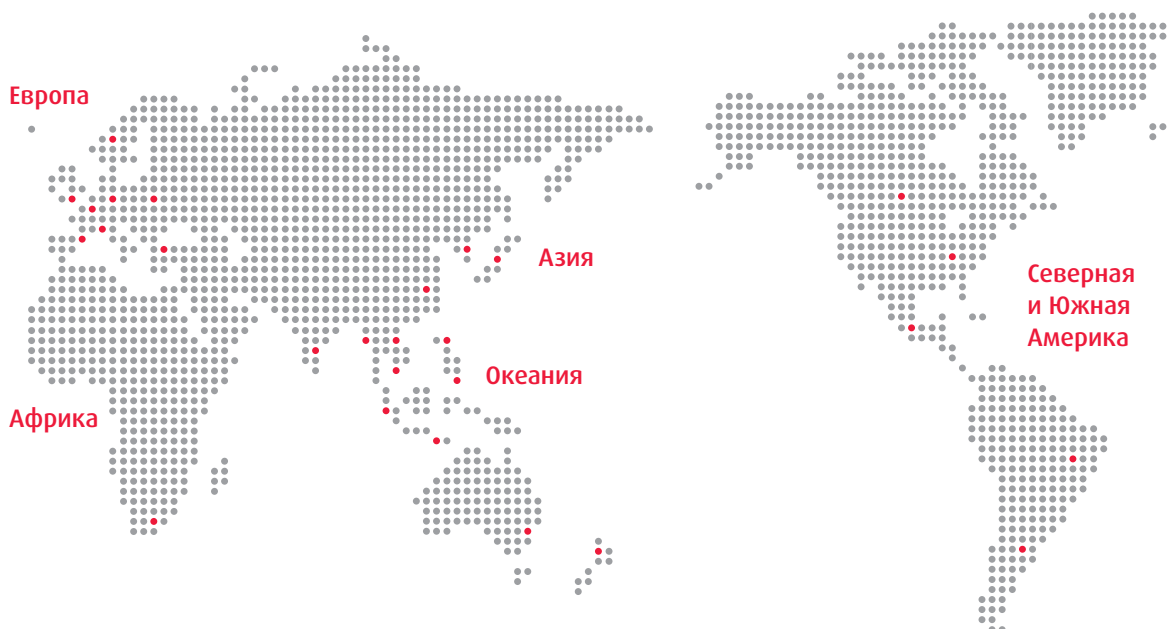 Европа
Азия
Северная
и Южная
Америка
Океания
Африка